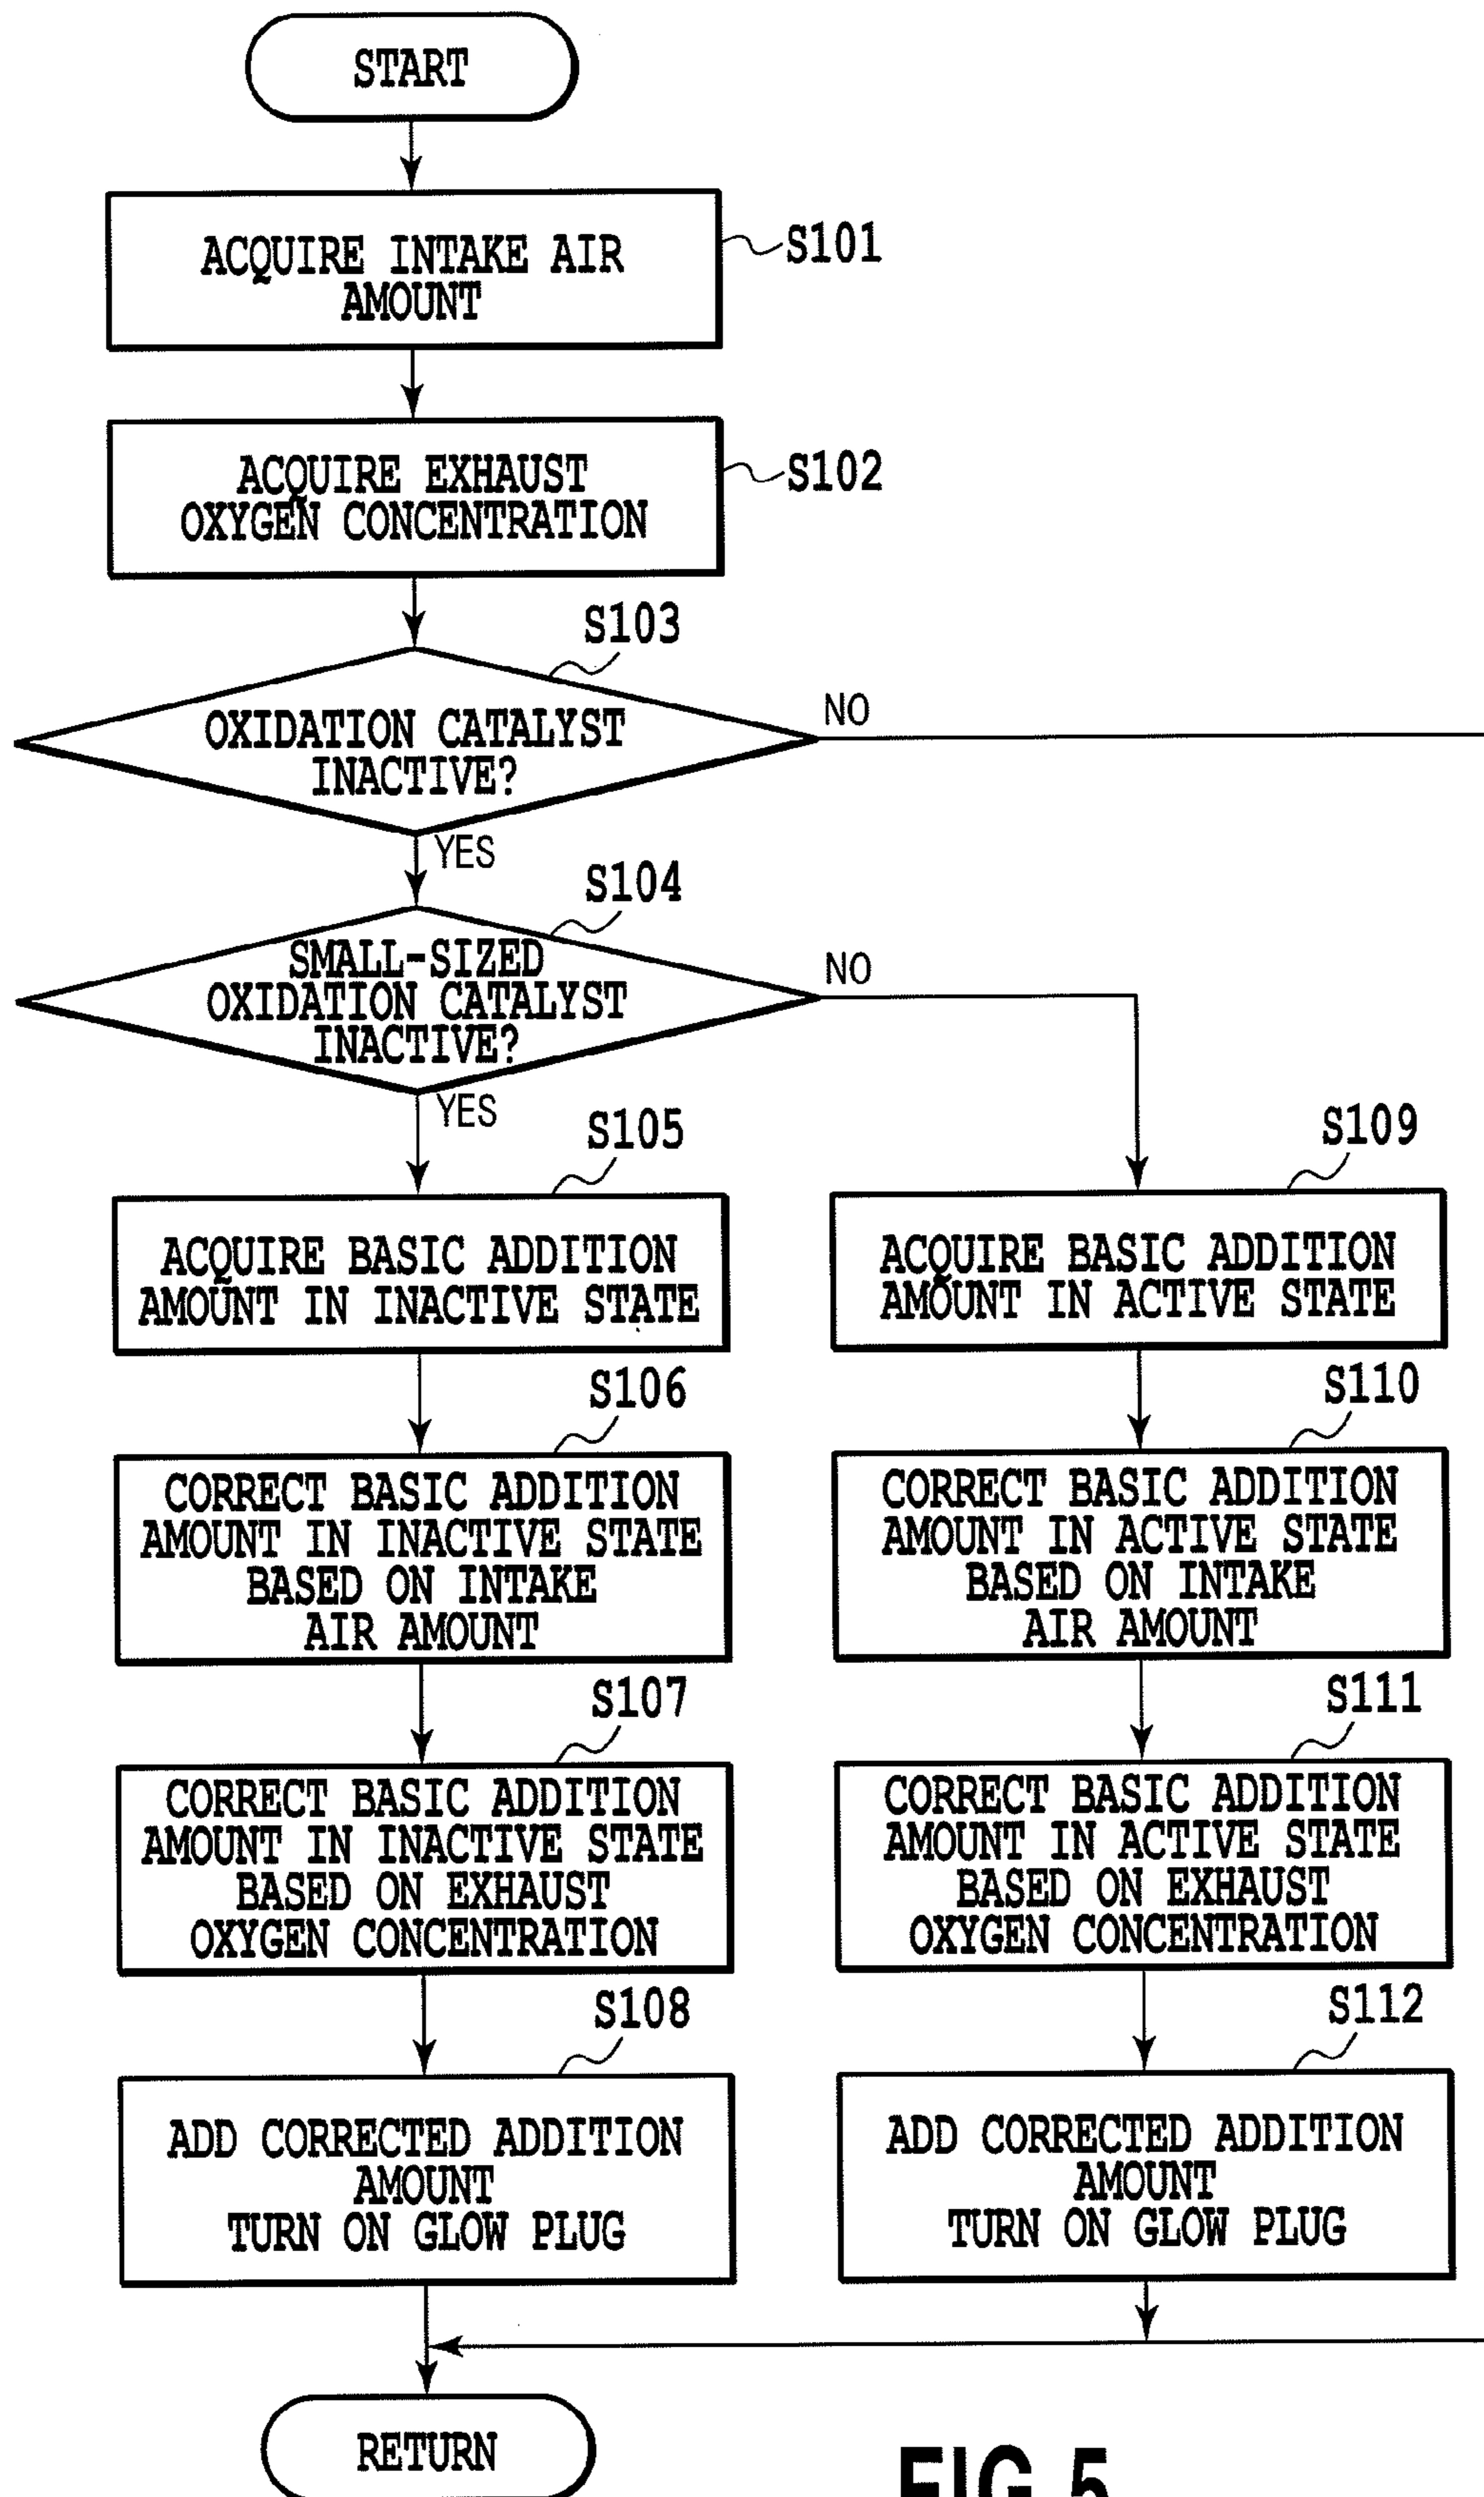 START
ACQUIRE INTAKE AIR
AMOUNT
S101
ACQUIRE EXHAUST
OXYGEN CONCENTRATION
S102
S103
OXIDATION CATALYST
INACTIVE?
NO
YES
S104
SMALL-SIZED
OXIDATION CATALYST
INACTIVE?
NO
YES
S105
ACQUIRE BASIC ADDITION
AMOUNT IN INACTIVE STATE
S106
CORRECT BASIC ADDITION
AMOUNT IN INACTIVE STATE
BASED ON INTAKE
AIR AMOUNT
S107
CORRECT BASIC ADDITION
AMOUNT IN INACTIVE STATE
BASED ON EXHAUST
OXYGEN CONCENTRATION
S108
ADD CORRECTED ADDITION
AMOUNT
TURN ON GLOW PLUG
S109
ACQUIRE BASIC ADDITION
AMOUNT IN ACTIVE STATE
S110
CORRECT BASIC ADDITION
AMOUNT IN ACTIVE STATE
BASED ON INTAKE
AIR AMOUNT
S111
CORRECT BASIC ADDITION
AMOUNT IN ACTIVE STATE
BASED ON EXHAUST
OXYGEN CONCENTRATION
S112
ADD CORRECTED ADDITION
AMOUNT
TURN ON GLOW PLUG
RETURN
FIG.5